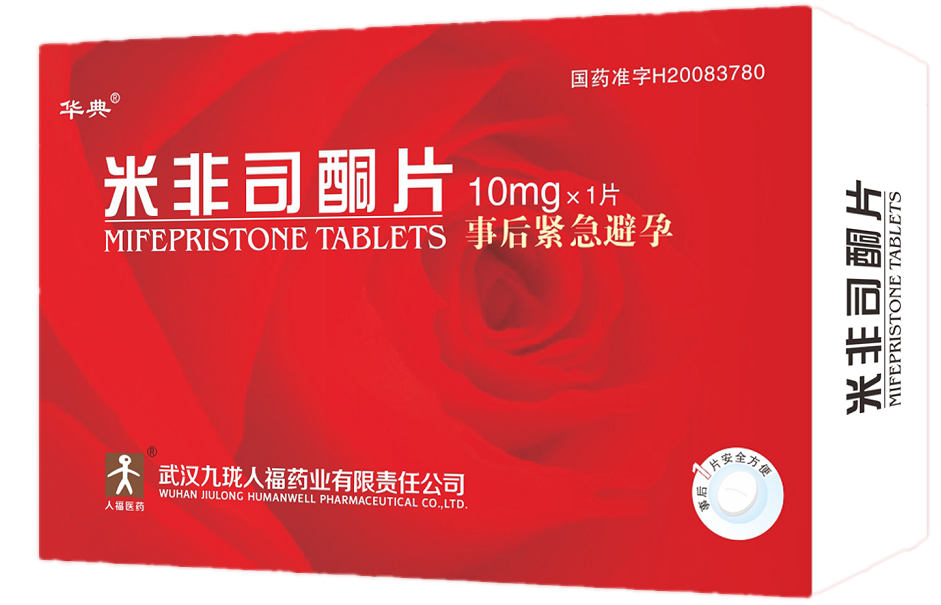 华典®
国药准字H20083780
米非司酮片
10mg×1片
MIFEPRISTONE TABLETS
事后紧急避孕
®
人福医药
武汉九珑人福药业有限责任公司
WUHAN JIULONG HUMANWELL PHARMACEUTICAL CO.,LTD.
事后1片安全方便
米非司酮片
MIFEPRISTONE TABLETS